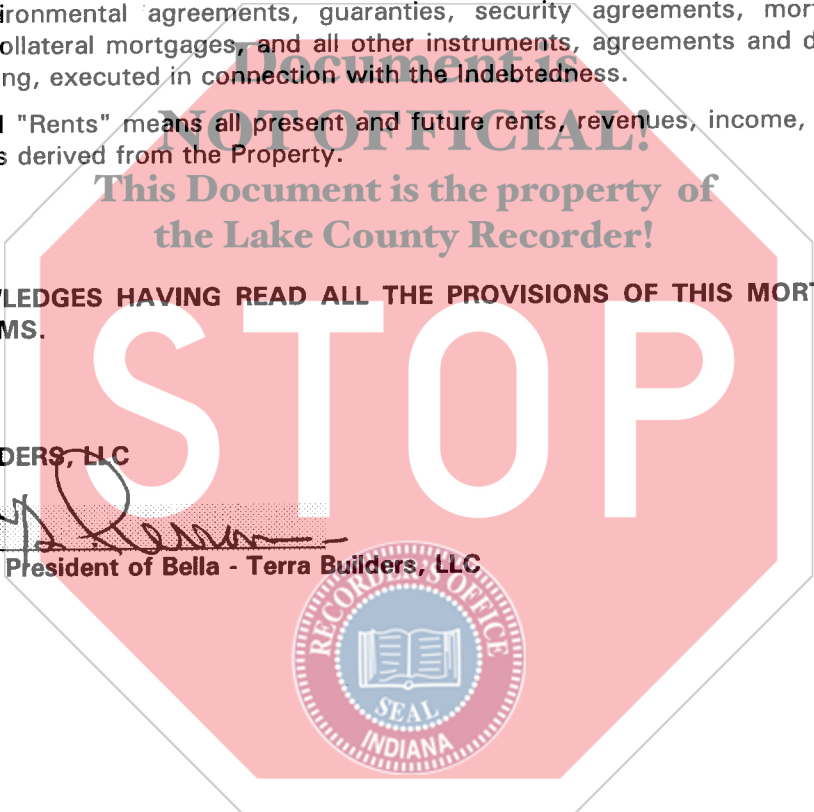 ironmental agreements, guaranties, security agreements, mort
ollateral mortgages, and all other instruments, agreements and d
ng, executed in connection with the Indebtedness.
Document is
"Rents" means all present and future rents, revenues, income,
NOT OFFICIAL!
s derived from the Property.
This Document is the property of
the Lake County Recorder!
LEDGES HAVING READ ALL THE PROVISIONS OF THIS MORT
MS.
STOP
DERS, LLC
President of Bella - Terra Builders, LLC
RECORDER'S OFFICE
SEAL
INDIANA